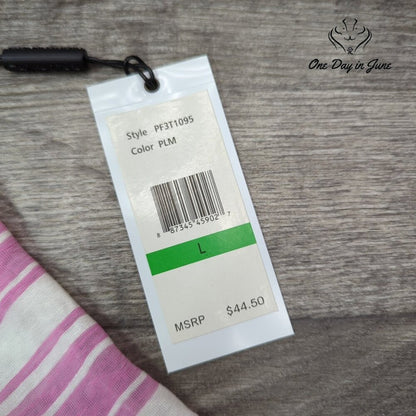 One Day in June
Style PF3T1095
Color PLM
8 87345 45902 7
L
MSRP $44.50